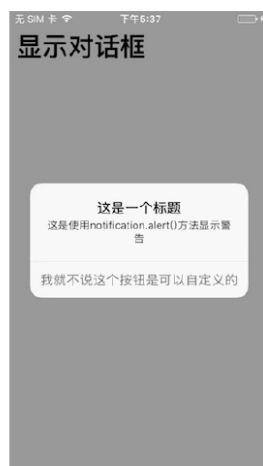 无 SIM 卡 下午5:37
显示对话框
这是一个标题
这是使用notification.alert()方法显示警
告
我就不说这个按钮是可以自定义的